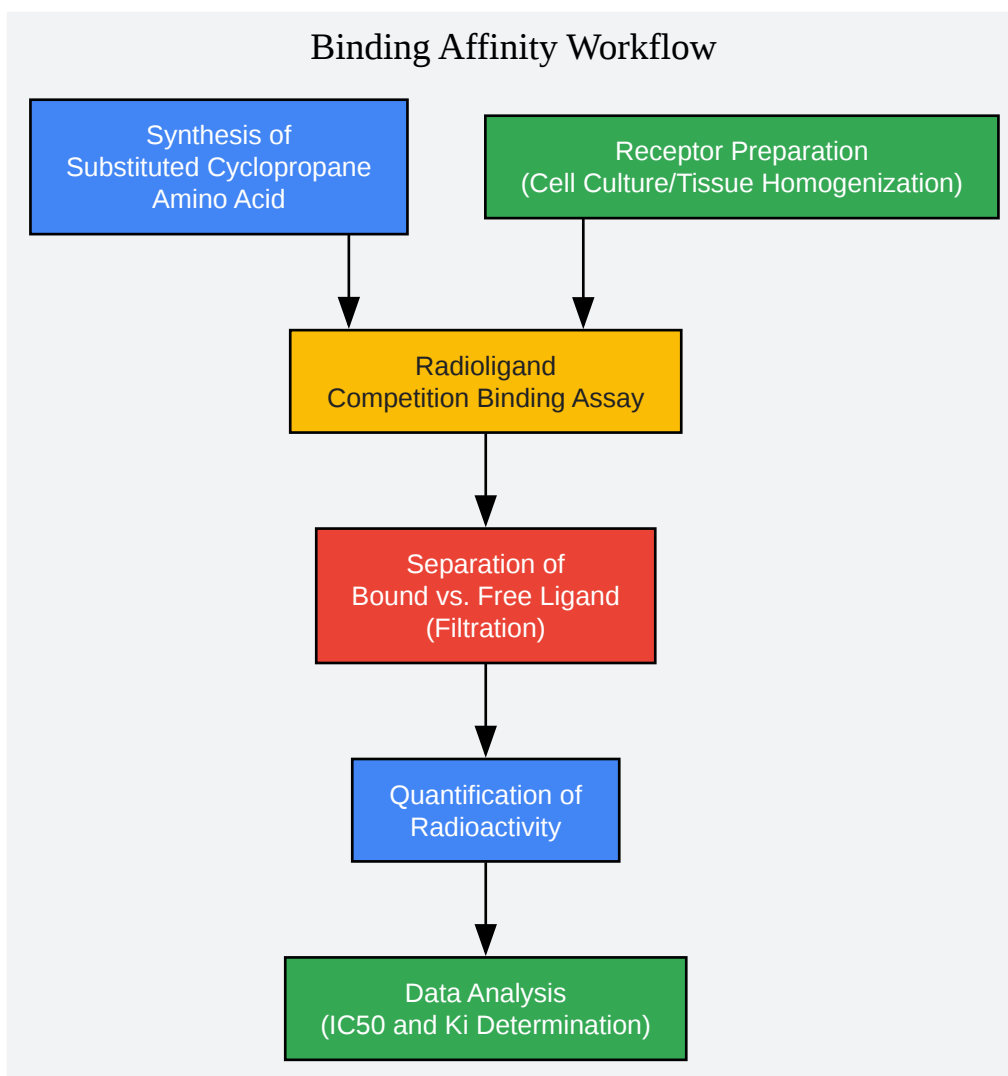 Binding Affinity Workflow
Synthesis of
Substituted Cyclopropane
Amino Acid
Receptor Preparation
(Cell Culture/Tissue Homogenization)
Radioligand
Competition Binding Assay
Separation of
Bound vs. Free Ligand
(Filtration)
Quantification of
Radioactivity
Data Analysis
(IC50 and Ki Determination)